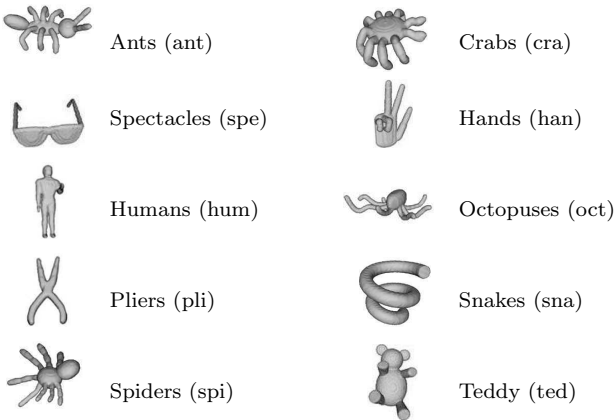 Ants (ant)
Crabs (cra)
Spectacles (spe)
Hands (han)
Humans (hum)
Octopuses (oct)
Pliers (pli)
Snakes (sna)
Spiders (spi)
Teddy (ted)